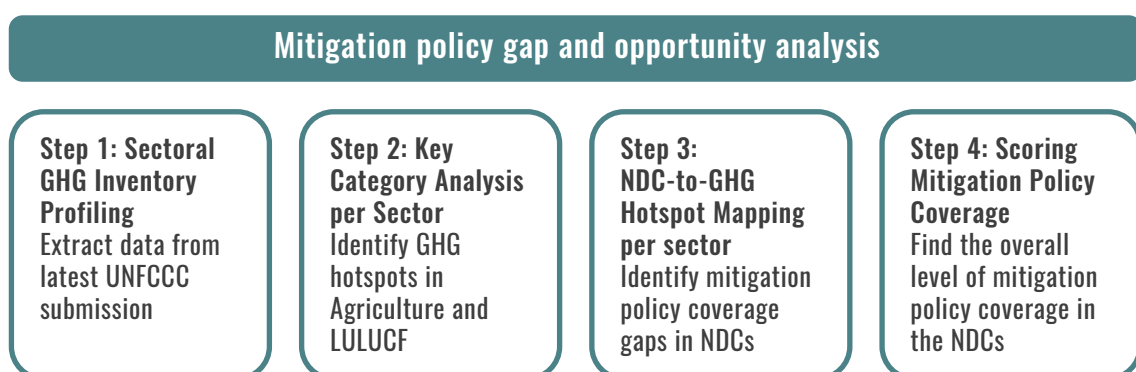 Mitigation policy gap and opportunity analysis
Step 1: Sectoral
GHG Inventory
Profiling
Extract data from
latest UNFCCC
submission
Step 2: Key
Category Analysis
per Sector
Identify GHG
hotspots in
Agriculture and
LULUCF
Step 3:
NDC-to-GHG
Hotspot Mapping
per sector
Identify mitigation
policy coverage
gaps in NDCs
Step 4: Scoring
Mitigation Policy
Coverage
Find the overall
level of mitigation
policy coverage in
the NDCs